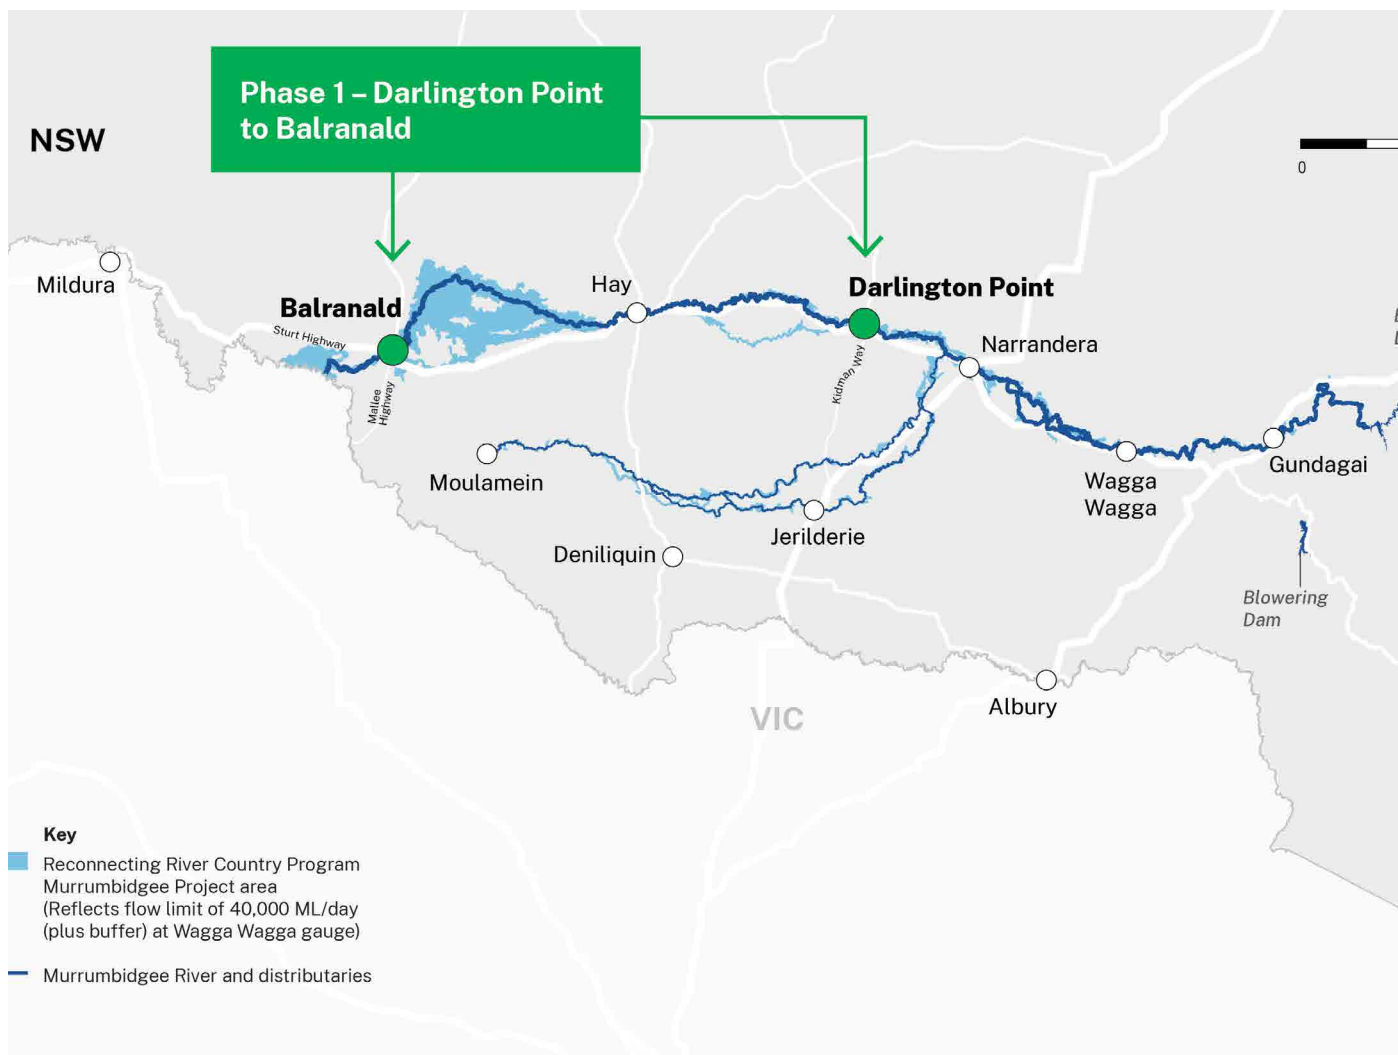 Phase 1 – Darlington Point
to Balranald
NSW
0
Mildura
Balranald
Sturt Highway
Mallee
Highway
Hay
Darlington Point
Kidman Way
Narrandera
Moulamein
Jerilderie
Deniliquin
Wagga
Wagga
Gundagai
Blowering
Dam
Albury
VIC
Key
Reconnecting River Country Program
Murrumbidgee Project area
(Reflects flow limit of 40,000 ML/day
(plus buffer) at Wagga Wagga gauge)
Murrumbidgee River and distributaries